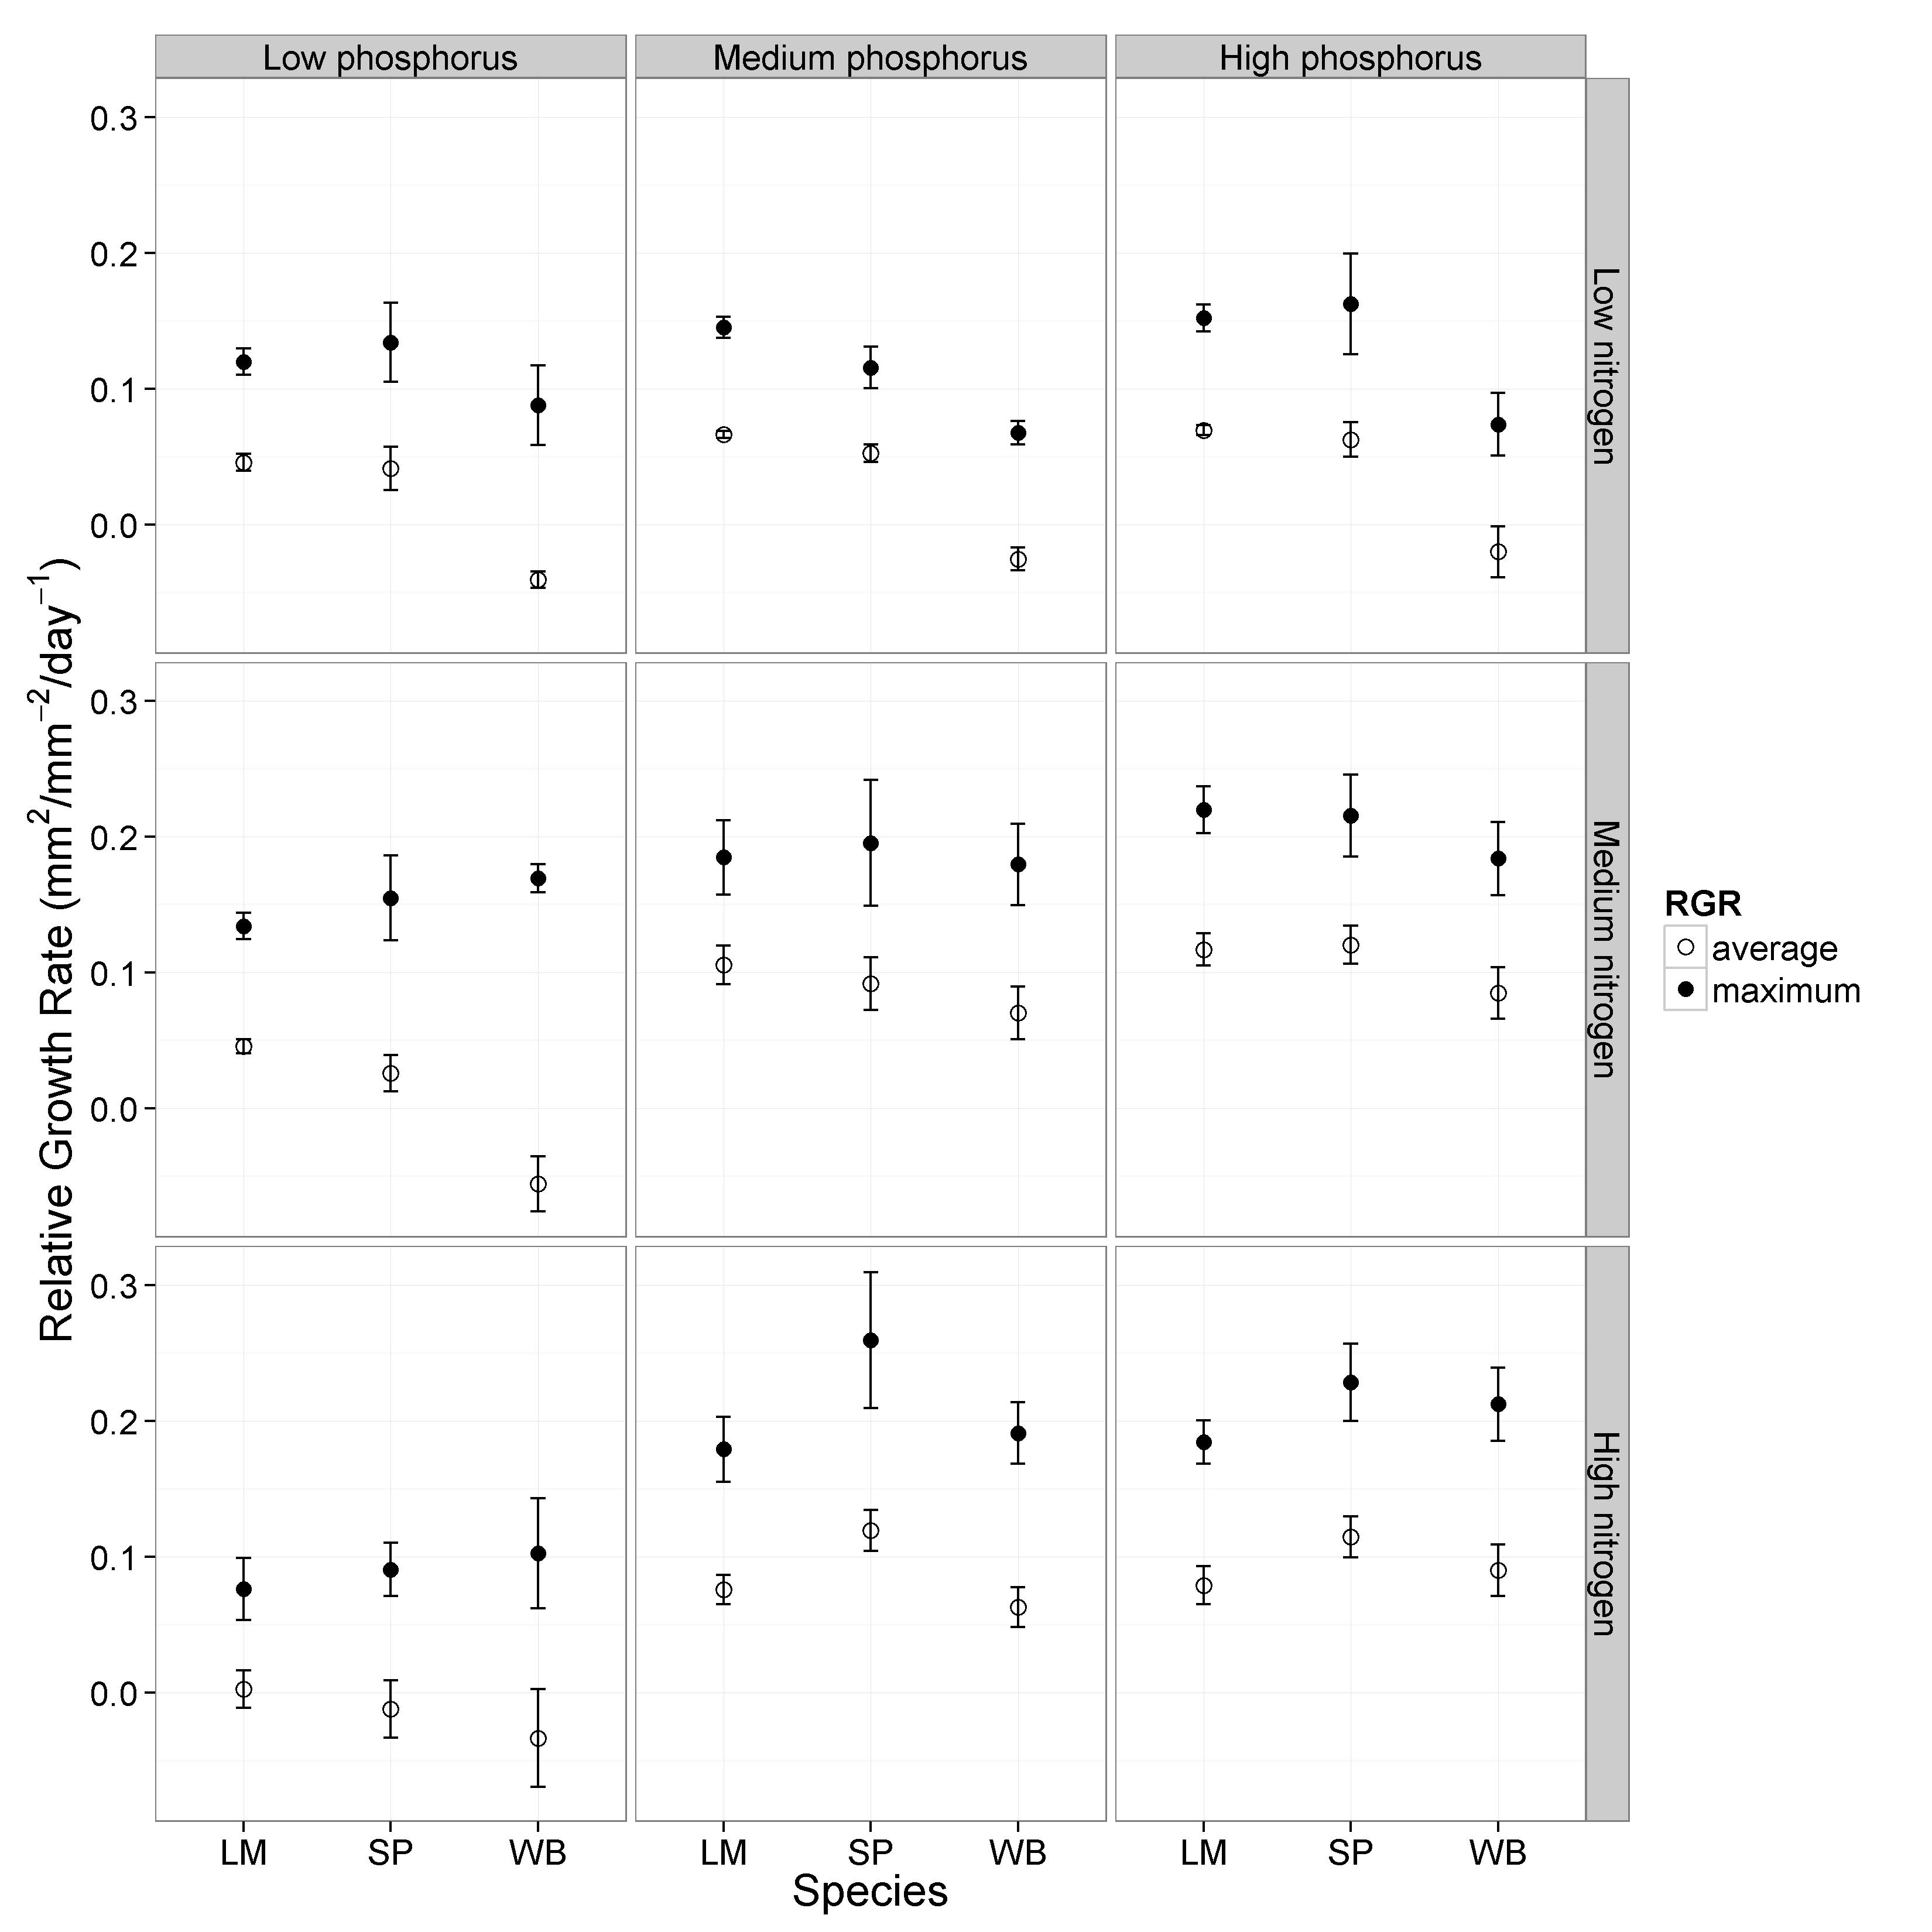 Low phosphorus
Medium phosphorus
High phosphorus
Relative Growth Rate (mm²/mm⁻²/day⁻¹)
0.3
0.2
0.1
0.0
Low nitrogen
0.3
0.2
0.1
0.0
Medium nitrogen
0.3
0.2
0.1
0.0
High nitrogen
LM SP WB
LM SP WB
LM SP WB
Species
RGR
average
maximum